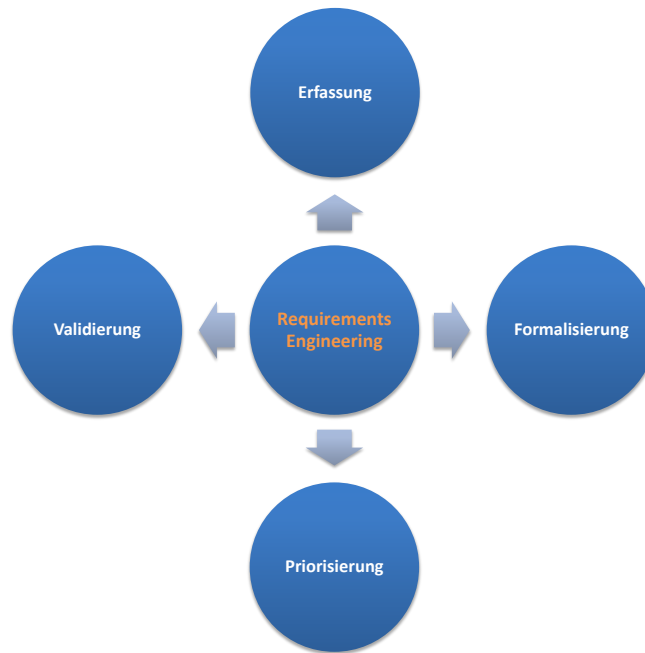 Erfassung
Validierung
Requirements
Engineering
Formalisierung
Priorisierung